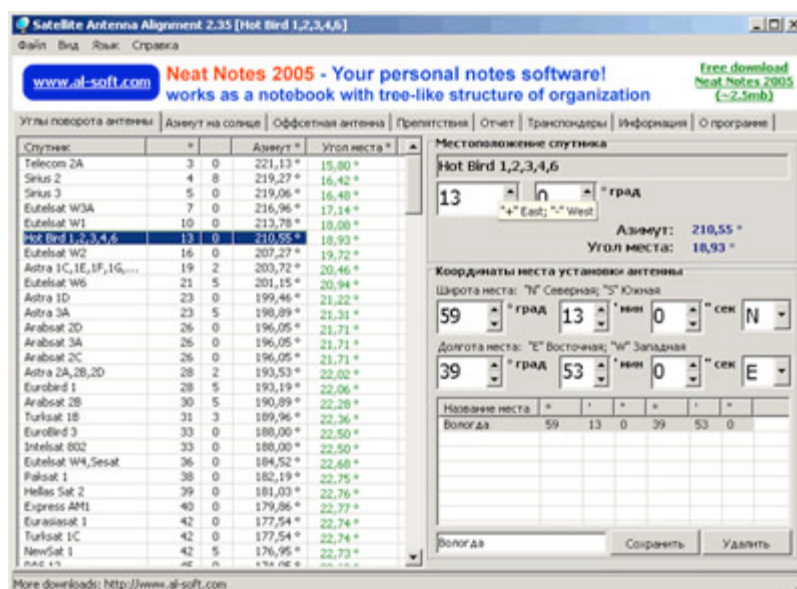 Satellite Antenna Alignment 2.35 [Hot Bird 1,2,3,4,6]
Файл Вид Язык Справка
www.al-soft.com
Neat Notes 2005 - Your personal notes software!
works as a notebook with tree-like structure of organization
Free download
Neat Notes 2005
(~2.5mb)
Углы поворота антенны Азимут на солнце Оффсетная антенна Препятствия Отчет Транспондеры Информация О програме
Спутник ° Азимут ° Угол места °
Telecom 2A 3 0 221,13 ° 15,80 °
Sirius 2 4 8 219,27 ° 16,42 °
Sirius 3 5 0 219,06 ° 16,48 °
Eutelsat W3A 7 0 216,96 ° 17,14 °
Eutelsat W1 10 0 213,78 ° 18,08 °
Hot Bird 1,2,3,4,6 13 0 210,55 ° 18,93 °
Eutelsat W2 16 0 207,27 ° 19,72 °
Astra 1C,1E,1F,1G,... 19 2 203,72 ° 20,46 °
Eutelsat W6 21 5 201,15 ° 20,94 °
Astra 1D 23 0 199,46 ° 21,22 °
Astra 3A 23 5 198,89 ° 21,31 °
Arabsat 2D 26 0 196,05 ° 21,71 °
Arabsat 3A 26 0 196,05 ° 21,71 °
Arabsat 2C 26 0 196,05 ° 21,71 °
Astra 2A,2B,2D 28 2 193,53 ° 22,02 °
Eurobird 1 28 5 193,19 ° 22,06 °
Arabsat 2B 30 5 190,89 ° 22,28 °
Turksat 1B 31 3 189,96 ° 22,36 °
EuroBird 3 33 0 188,00 ° 22,50 °
Intelsat 802 33 0 188,00 ° 22,50 °
Eutelsat W4,Sesat 36 0 184,52 ° 22,68 °
Paksat 1 38 0 182,19 ° 22,75 °
Hellas Sat 2 39 0 181,03 ° 22,76 °
Express AM1 40 0 179,86 ° 22,77 °
Eurasiasat 1 42 0 177,54 ° 22,74 °
Turksat 1C 42 0 177,54 ° 22,74 °
NewSat 1 42 5 176,95 ° 22,73 °
Местоположение спутника
Hot Bird 1,2,3,4,6
13 0 ° град
"+" East; "-" West
Азимут: 210,55 °
Угол места: 18,93 °
Координаты места установки антенны
Широта места: "N" Северная; "S" Южная
59 ° град 13 ' мин 0 " сек N
Долгота места: "E" Восточная; "W" Западная
39 ° град 53 ' мин 0 " сек E
Название места ° ' " ° ' "
Вологда 59 13 0 39 53 0
Вологда Сохранить Удалить
More downloads: http://www.al-soft.com